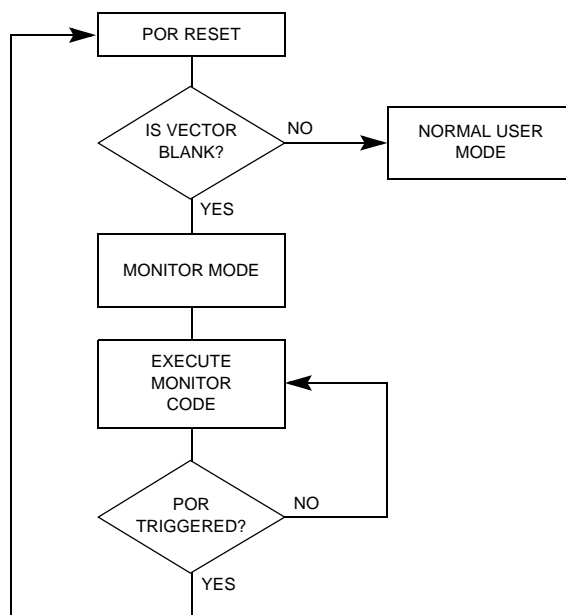 POR RESET
IS VECTOR
BLANK?
NO
NORMAL USER
MODE
YES
MONITOR MODE
EXECUTE
MONITOR
CODE
POR
TRIGGERED?
NO
YES